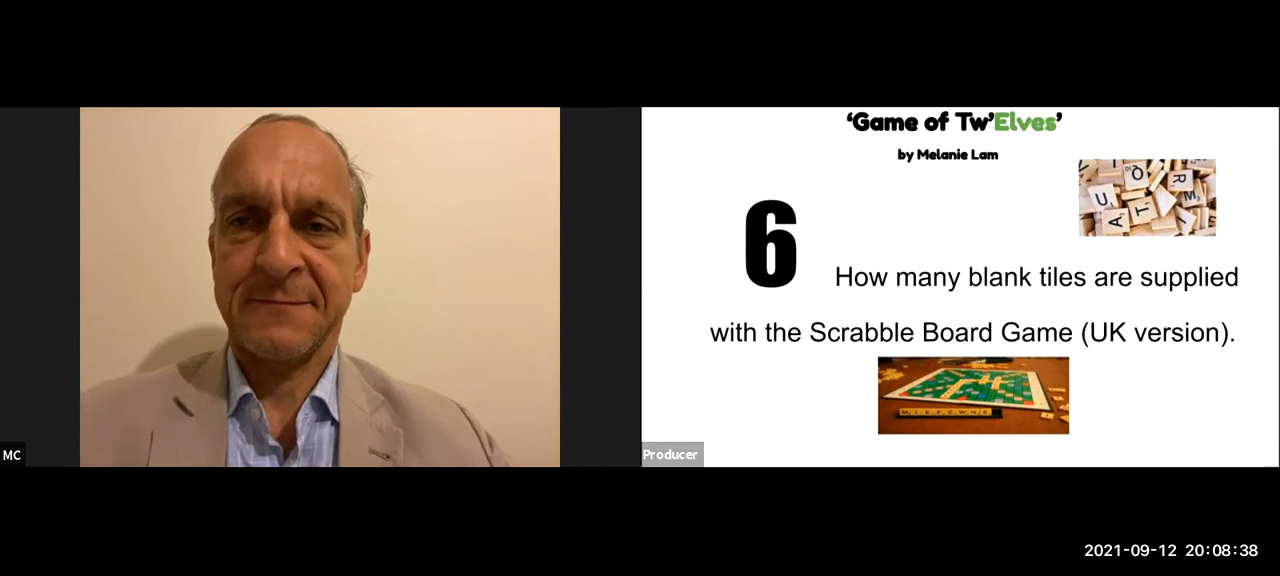 ‘Game of Tw’Elves’
by Melanie Lam
6 How many blank tiles are supplied
with the Scrabble Board Game (UK version).
MC
Producer
2021-09-12 20:08:38